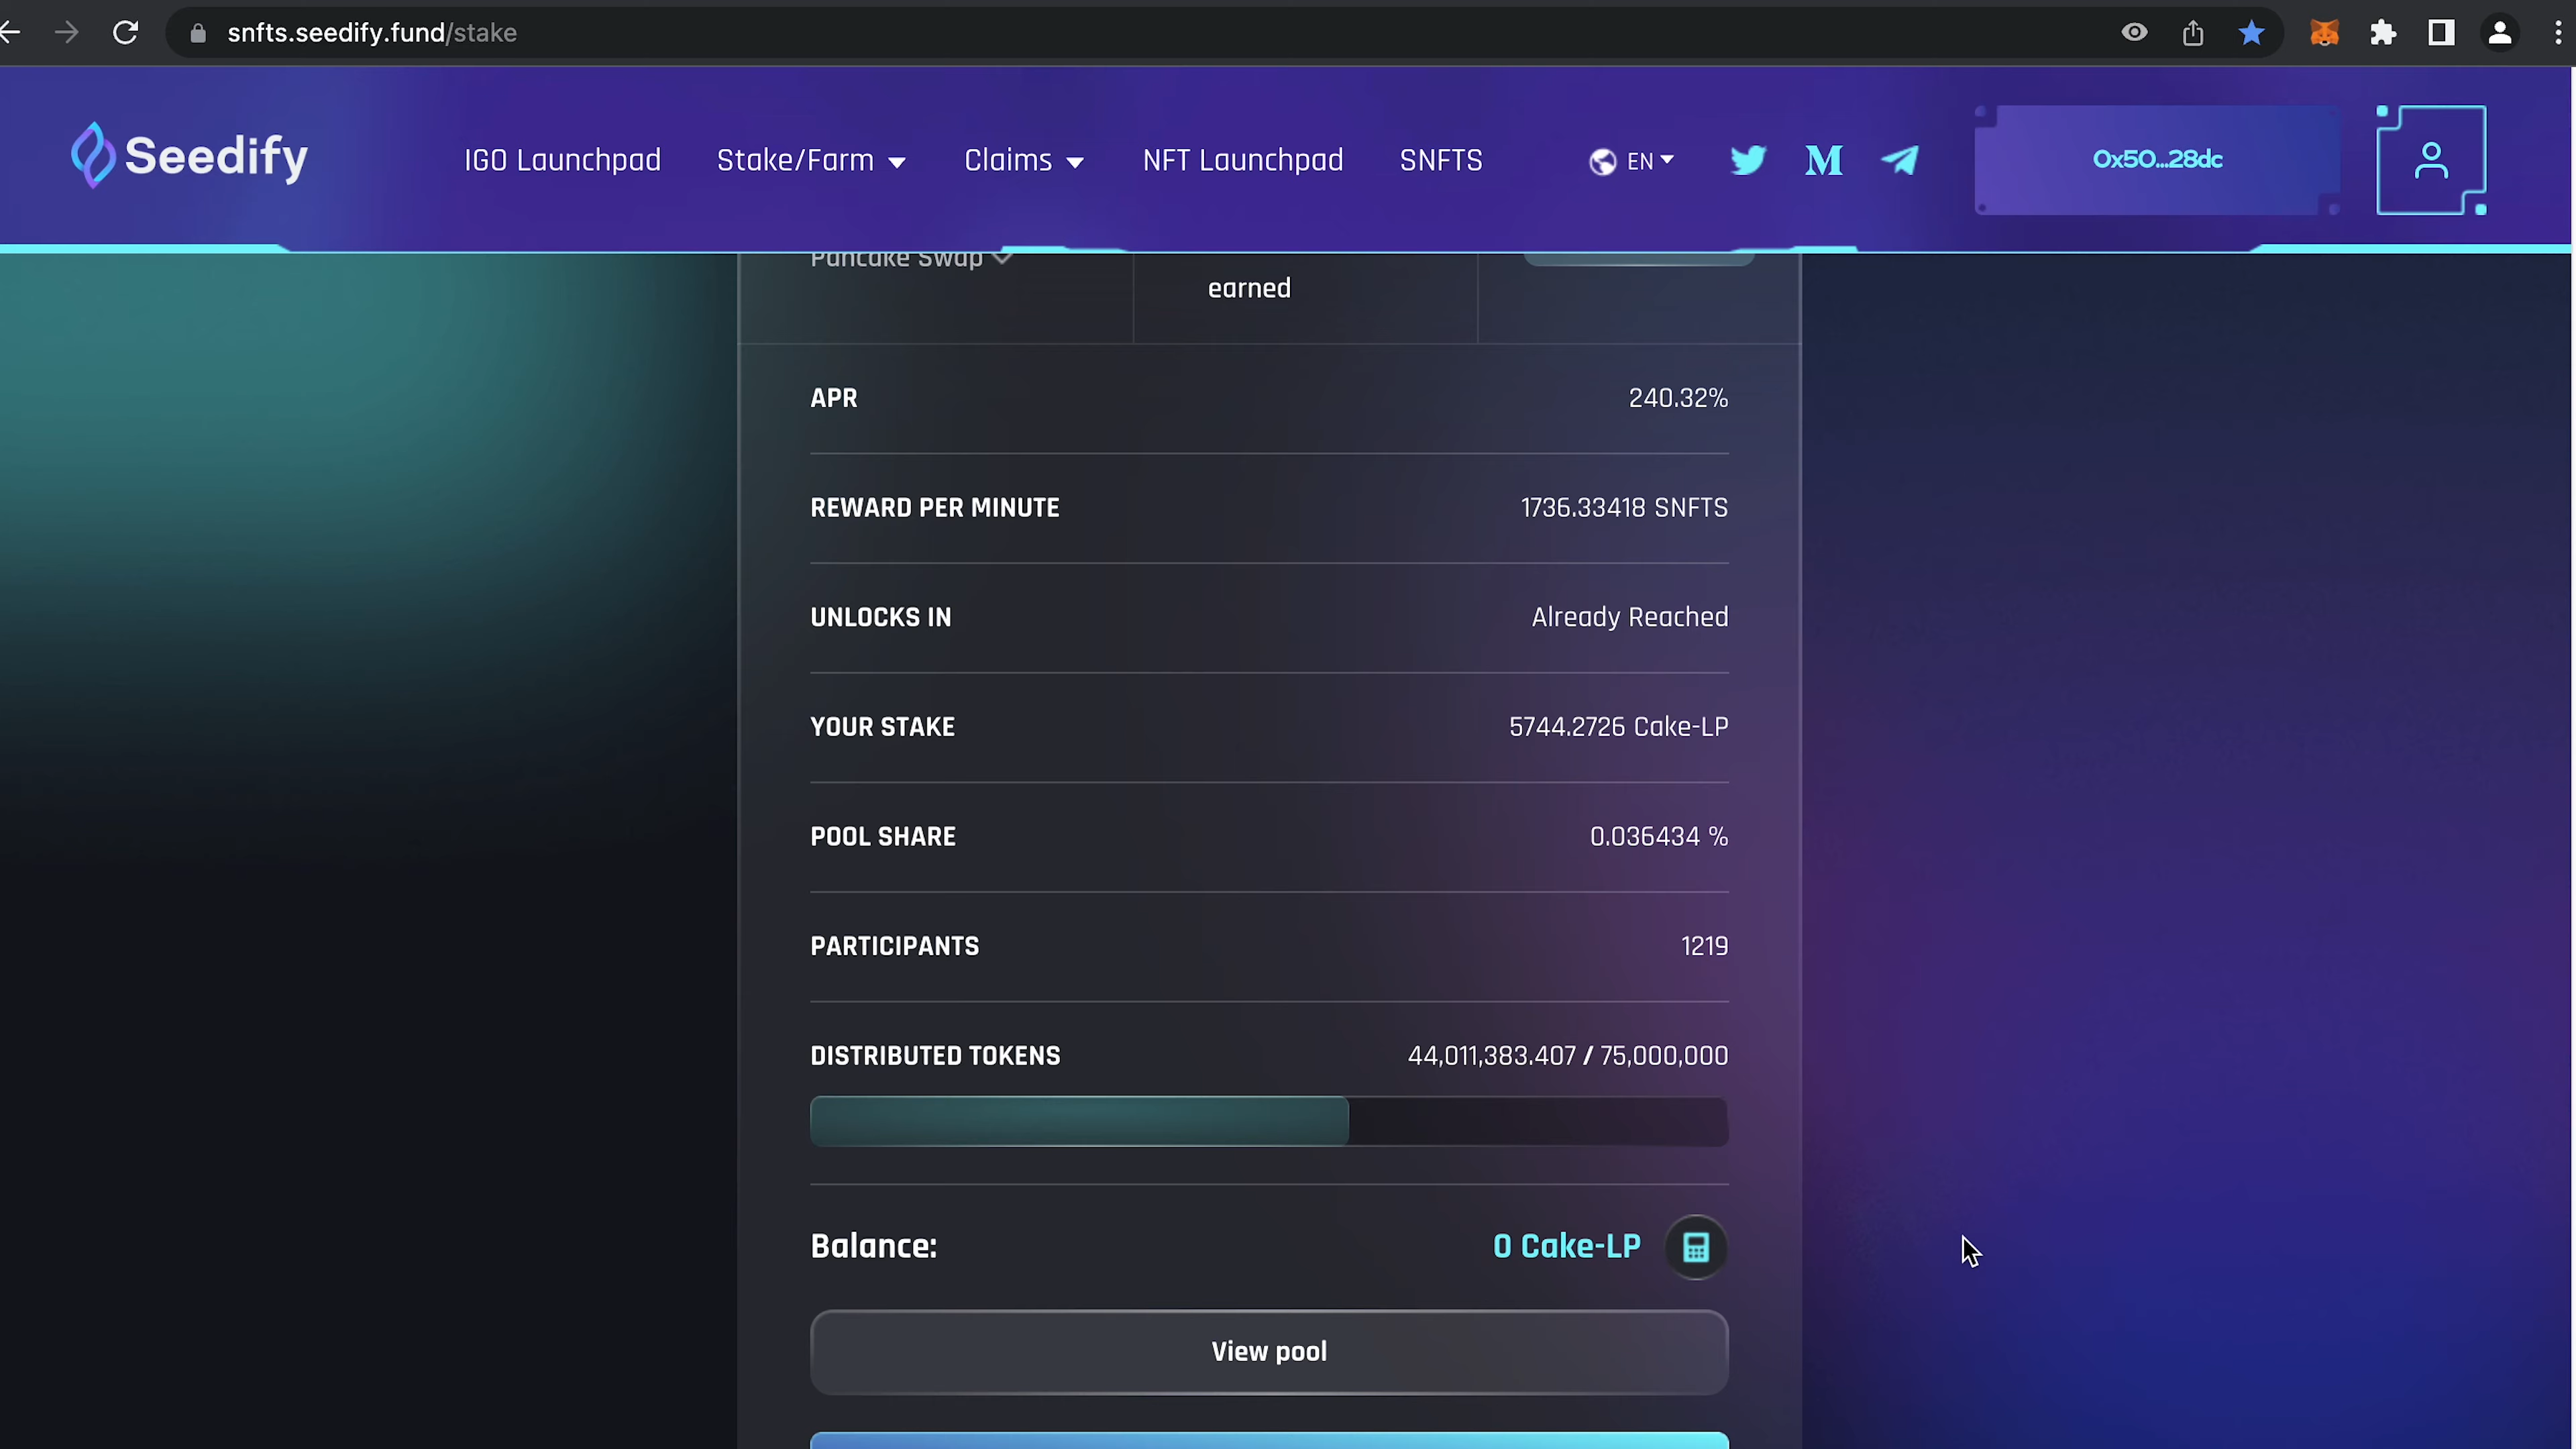 snfts.seedify.fund/stake
Seedify
IGO Launchpad
Stake/Farm
Claims
NFT Launchpad
SNFTS
EN
M
0x50...28dc
Pancake Swap
earned
APR 240.32%
REWARD PER MINUTE 1736.33418 SNFTS
UNLOCKS IN Already Reached
YOUR STAKE 5744.2726 Cake-LP
POOL SHARE 0.036434 %
PARTICIPANTS 1219
DISTRIBUTED TOKENS 44,011,383.407 / 75,000,000
Balance: 0 Cake-LP
View pool